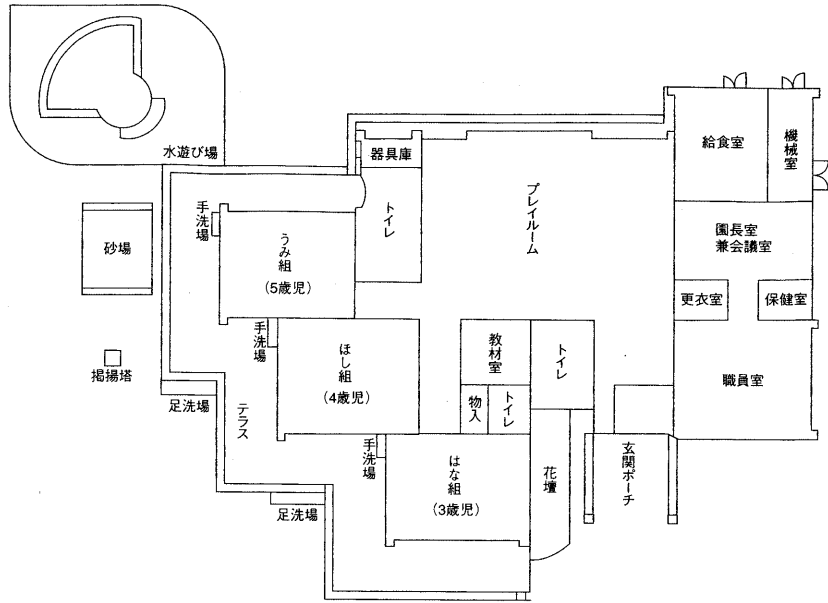 水遊び場
器具庫
給食室
機械室
手洗場
トイレ
プレイルーム
砂場
うみ組
（5歳児）
園長室
兼会議室
更衣室
保健室
手洗場
ほし組
（4歳児）
教材室
トイレ
職員室
掲揚塔
足洗場
テラス
物入
トイレ
手洗場
はな組
（3歳児）
花壇
玄関ポーチ
足洗場